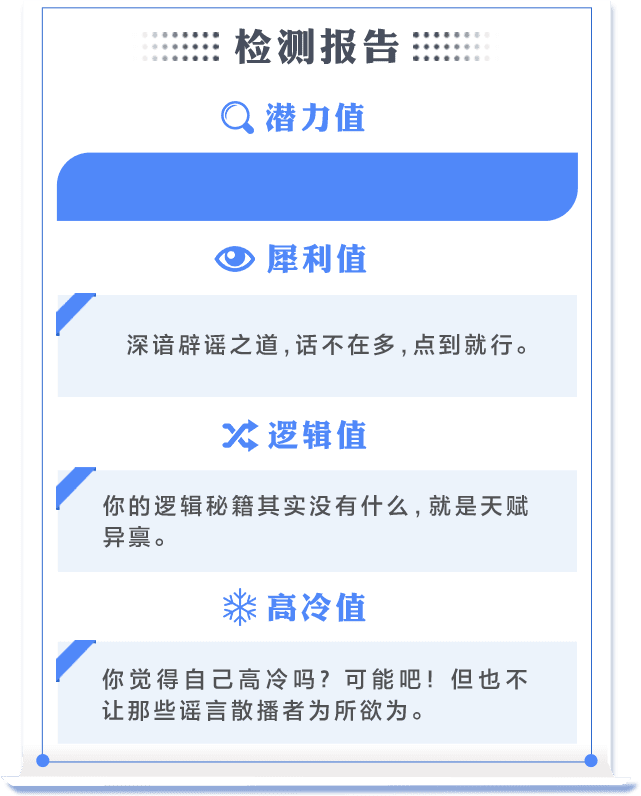 检测报告
潜力值
犀利值
深谙辟谣之道,话不在多,点到就行。
逻辑值
你的逻辑秘籍其实没有什么,就是天赋
异禀。
高冷值
你觉得自己高冷吗?可能吧!但也不
让那些谣言散播者为所欲为。